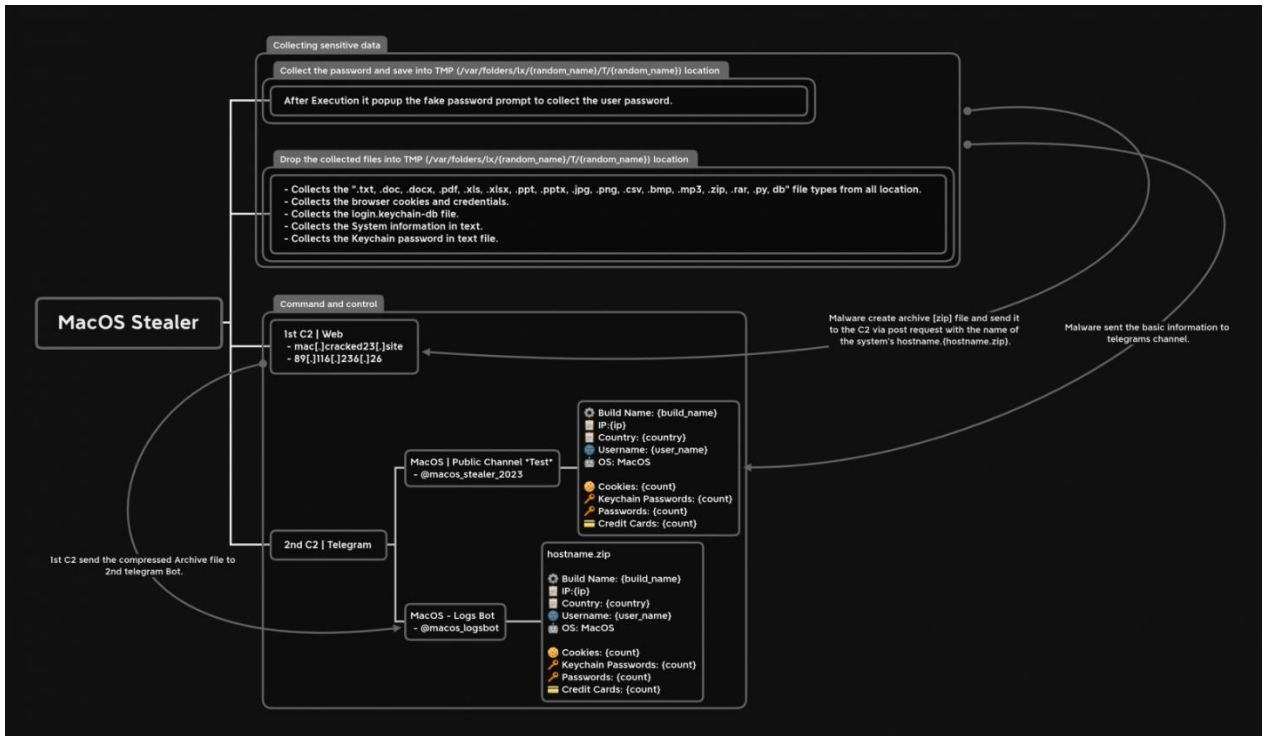 Collecting sensitive data
Collect the password and save into TMP (/var/folders/lx/{random_name}/T/{random_name}) location
After Execution it popup the fake password prompt to collect the user password.
Drop the collected files into TMP (/var/folders/lx/{random_name}/T/{random_name}) location
- Collects the ".txt, .doc, .docx, .pdf, .xls, .xlsx, .ppt, .pptx, .jpg, .png, .csv, .bmp, .mp3, .zip, .rar, .py, db" file types from all location.
- Collects the browser cookies and credentials.
- Collects the login.keychain-db file.
- Collects the System information in text.
- Collects the Keychain password in text file.
MacOS Stealer
Command and control
1st C2 | Web
- mac[.]cracked23[.]site
- 89[.]116[.]236[.]26
Malware create archive [zip] file and send it
to the C2 via post request with the name of
the system's hostname.{hostname.zip}.
Malware sent the basic information to
telegrams channel.
MacOS | Public Channel *Test*
- @macos_stealer_2023
⚙️ Build Name: {build_name}
📋 IP:{ip}
📋 Country: {country}
🌐 Username: {user_name}
🤖 OS: MacOS
🍪 Cookies: {count}
🔑 Keychain Passwords: {count}
🔑 Passwords: {count}
💳 Credit Cards: {count}
2nd C2 | Telegram
1st C2 send the compressed Archive file to
2nd telegram Bot.
MacOS - Logs Bot
- @macos_logsbot
hostname.zip
⚙️ Build Name: {build_name}
📋 IP:{ip}
📋 Country: {country}
🌐 Username: {user_name}
🤖 OS: MacOS
🍪 Cookies: {count}
🔑 Keychain Passwords: {count}
🔑 Passwords: {count}
💳 Credit Cards: {count}